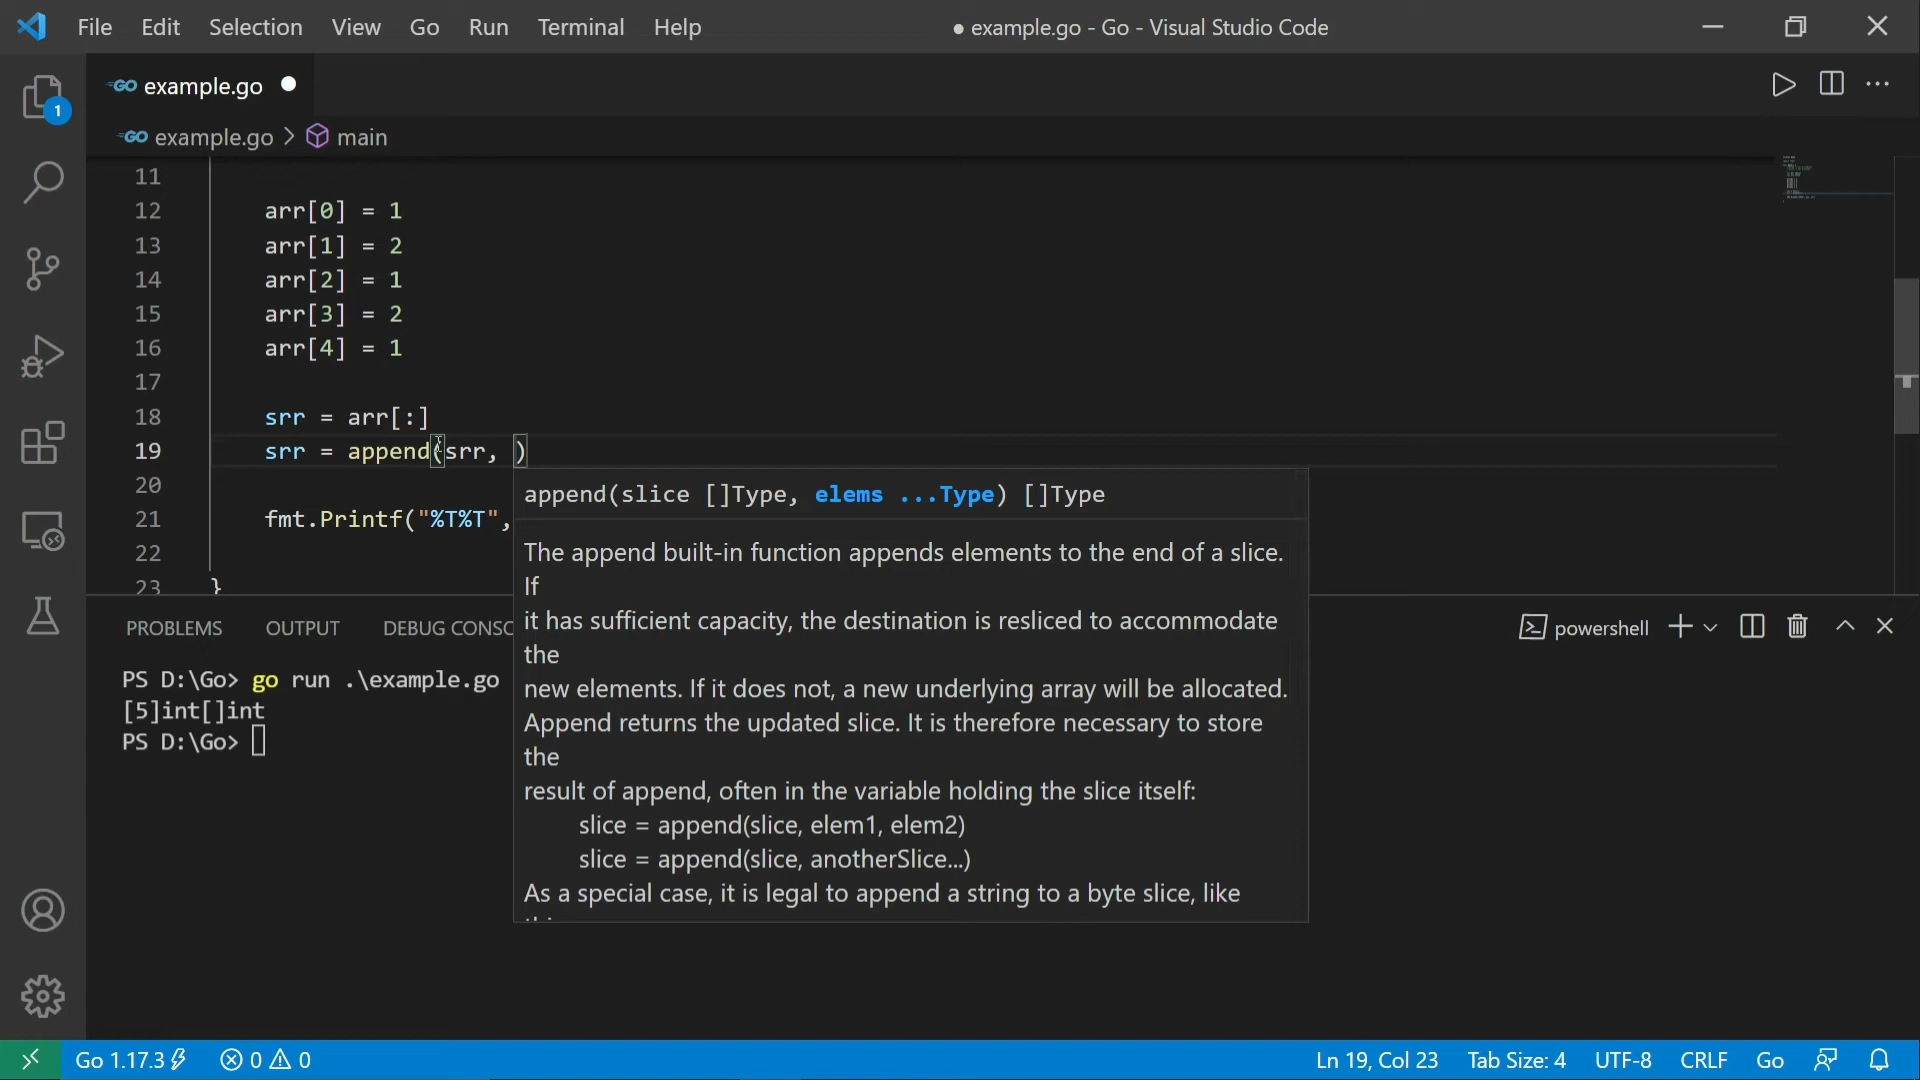 File Edit Selection View Go Run Terminal Help ● example.go - Go - Visual Studio Code
GO example.go
GO example.go > main
1
11
12 arr[0] = 1
13 arr[1] = 2
14 arr[2] = 1
15 arr[3] = 2
16 arr[4] = 1
17
18 srr = arr[:]
19 srr = append(srr, )
20
21 fmt.Printf("%T%T",
22
23 }
append(slice []Type, elems ...Type) []Type
The append built-in function appends elements to the end of a slice.
If
it has sufficient capacity, the destination is resliced to accommodate
the
new elements. If it does not, a new underlying array will be allocated.
Append returns the updated slice. It is therefore necessary to store
the
result of append, often in the variable holding the slice itself:
slice = append(slice, elem1, elem2)
slice = append(slice, anotherSlice...)
As a special case, it is legal to append a string to a byte slice, like
PROBLEMS OUTPUT DEBUG CONSO powershell
PS D:\Go> go run .\example.go
[5]int[]int
PS D:\Go>
Go 1.17.3 0 0 Ln 19, Col 23 Tab Size: 4 UTF-8 CRLF Go